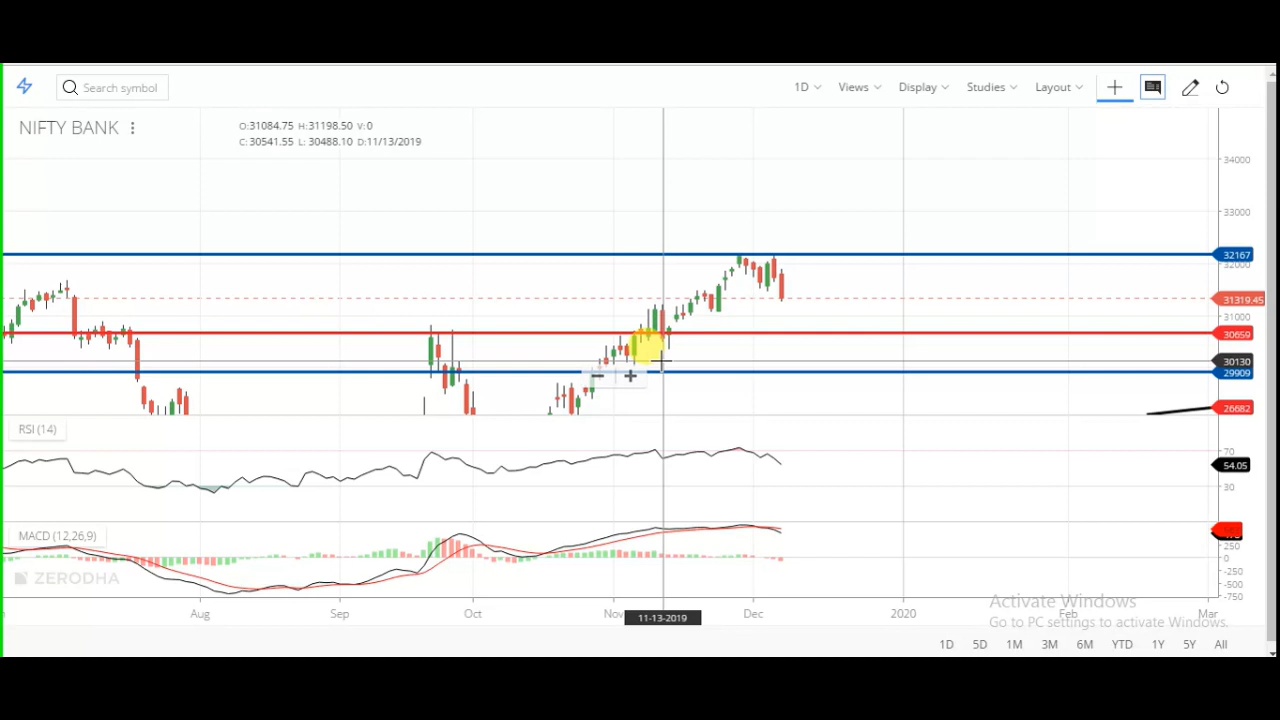 Search symbol
1D Views Display Studies Layout
NIFTY BANK
O:31084.75 H:31198.50 V:0
C:30541.55 L: 30488.10 D:11/13/2019
34000
33000
32167
32000
31319.45
31000
30659
30130
29909
26682
RSI (14)
70
54.05
30
MACD (12,26,9)
250
0
-250
-500
-750
ZERODHA
Aug Sep Oct Nov 11-13-2019 Dec 2020 Feb Mar
Activate Windows
Go to PC settings to activate Windows.
1D 5D 1M 3M 6M YTD 1Y 5Y All